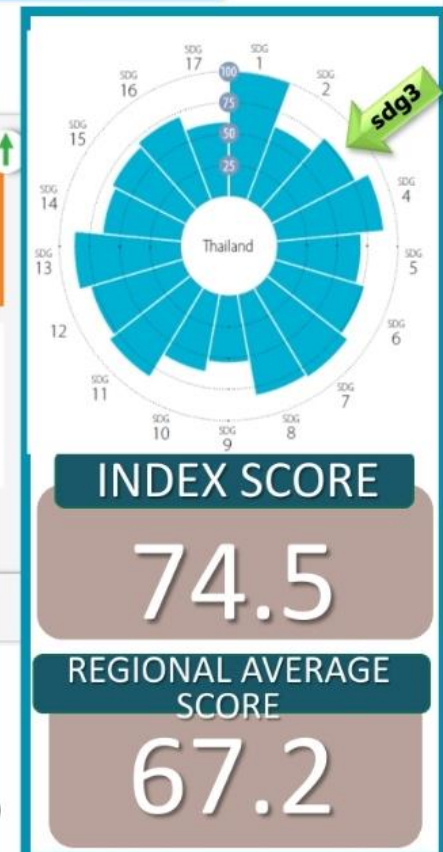 SDG
1
SDG
2
sdg3
4
SDG
5
SDG
6
SDG
7
SDG
8
SDG
9
SDG
10
SDG
11
12
SDG
13
SDG
14
SDG
15
SDG
16
SDG
17
100
75
50
25
Thailand
INDEX SCORE
74.5
REGIONAL AVERAGE
SCORE
67.2